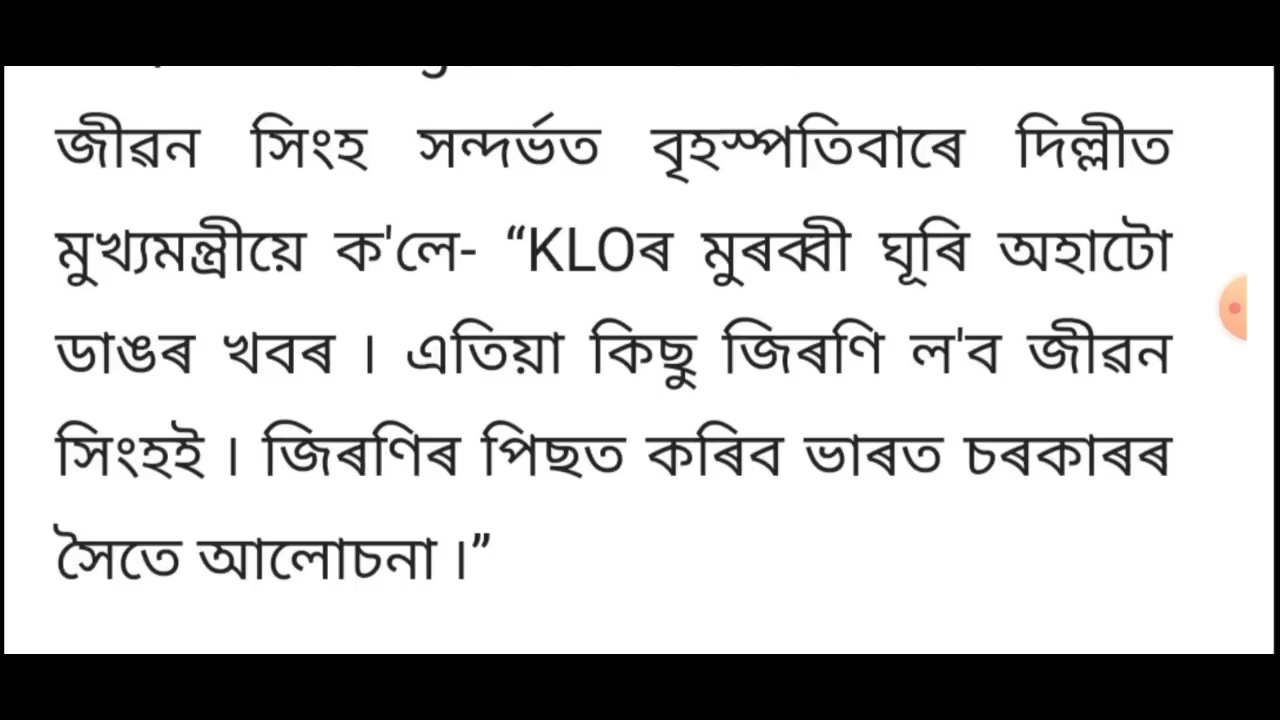 জীৱন সিংহ সন্দৰ্ভত বৃহস্পতিবাৰে দিল্লীত
মুখ্যমন্ত্ৰীয়ে ক'লে- “KLOৰ মুৰব্বী ঘূৰি অহাটো
ডাঙৰ খবৰ । এতিয়া কিছু জিৰণি ল'ব জীৱন
সিংহই । জিৰণিৰ পিছত কৰিব ভাৰত চৰকাৰৰ
সৈতে আলোচনা ।”